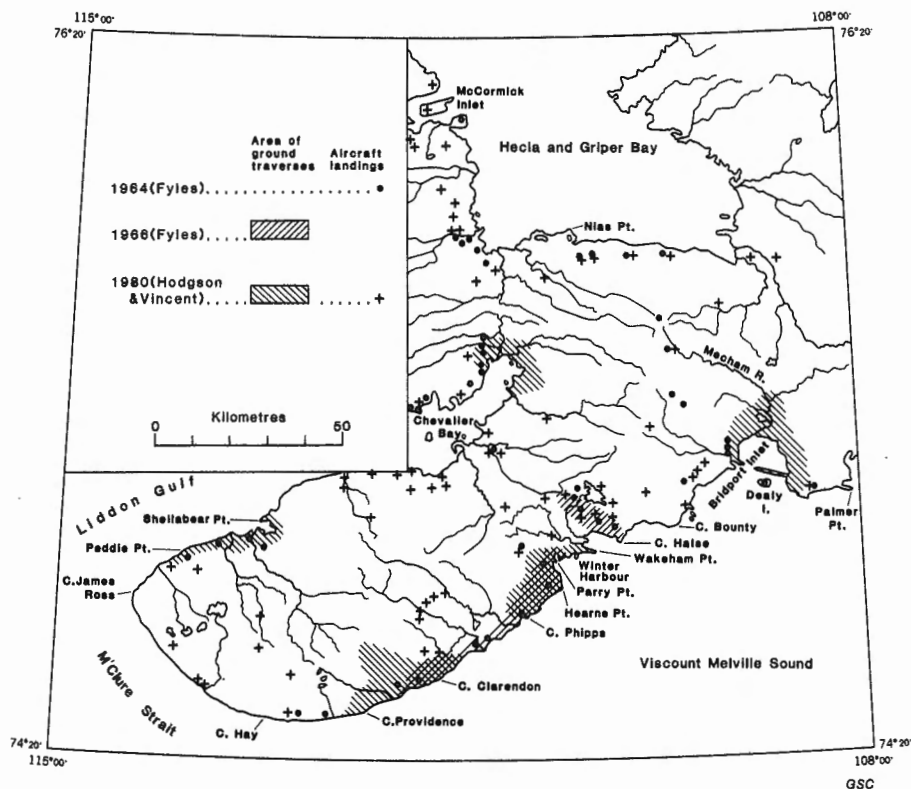 115°00'
108°00'
76°20'
76°20'
McCormick
Inlet
Hecla and Griper Bay
Area of
ground
traverses
Aircraft
landings
1964(Fyles)
1966(Fyles)
1980(Hodgson
&Vincent)
Nias Pt.
Mecham R.
Kilometres
0 50
Chevalier
Bay
Bridport Inlet
Dealy
I.
Palmer
Pt.
Liddon Gulf
Shellabear Pt.
Peddie Pt.
C. Bounty
C. Halse
Wakeham Pt.
Winter
Harbour
Parry Pt.
Hearne Pt.
C. Phipps
C.James
Ross
Viscount Melville Sound
M'Clure Strait
C. Clarendon
C.Providence
C. Hay
74°20'
74°20'
115°00'
108°00'
GSC